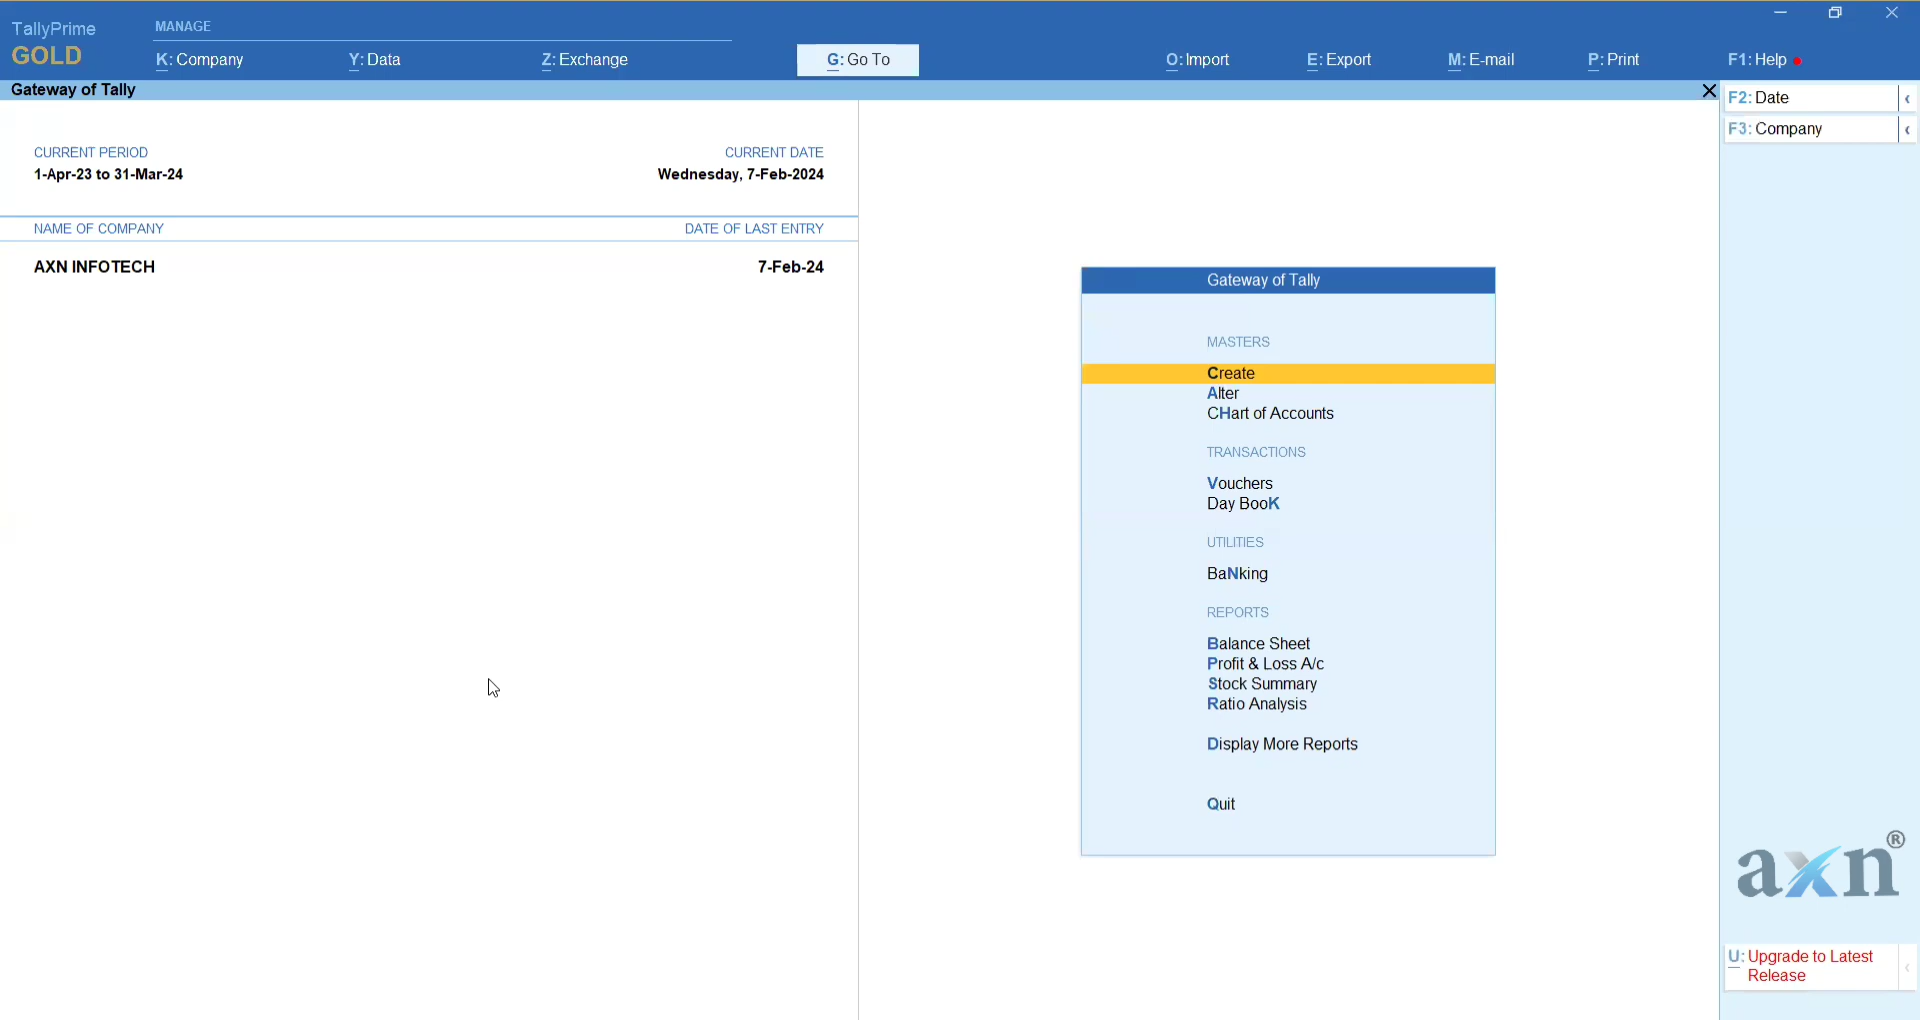 TallyPrime
GOLD
MANAGE
K: Company
Y: Data
Z: Exchange
G: Go To
O: Import
E: Export
M: E-mail
P: Print
F1: Help
Gateway of Tally
CURRENT PERIOD
1-Apr-23 to 31-Mar-24
CURRENT DATE
Wednesday, 7-Feb-2024
NAME OF COMPANY
DATE OF LAST ENTRY
AXN INFOTECH
7-Feb-24
Gateway of Tally
MASTERS
Create
Alter
CHart of Accounts
TRANSACTIONS
Vouchers
Day BooK
UTILITIES
BaNking
REPORTS
Balance Sheet
Profit & Loss A/c
Stock Summary
Ratio Analysis
Display More Reports
Quit
F2: Date
F3: Company
axn®
U: Upgrade to Latest
Release